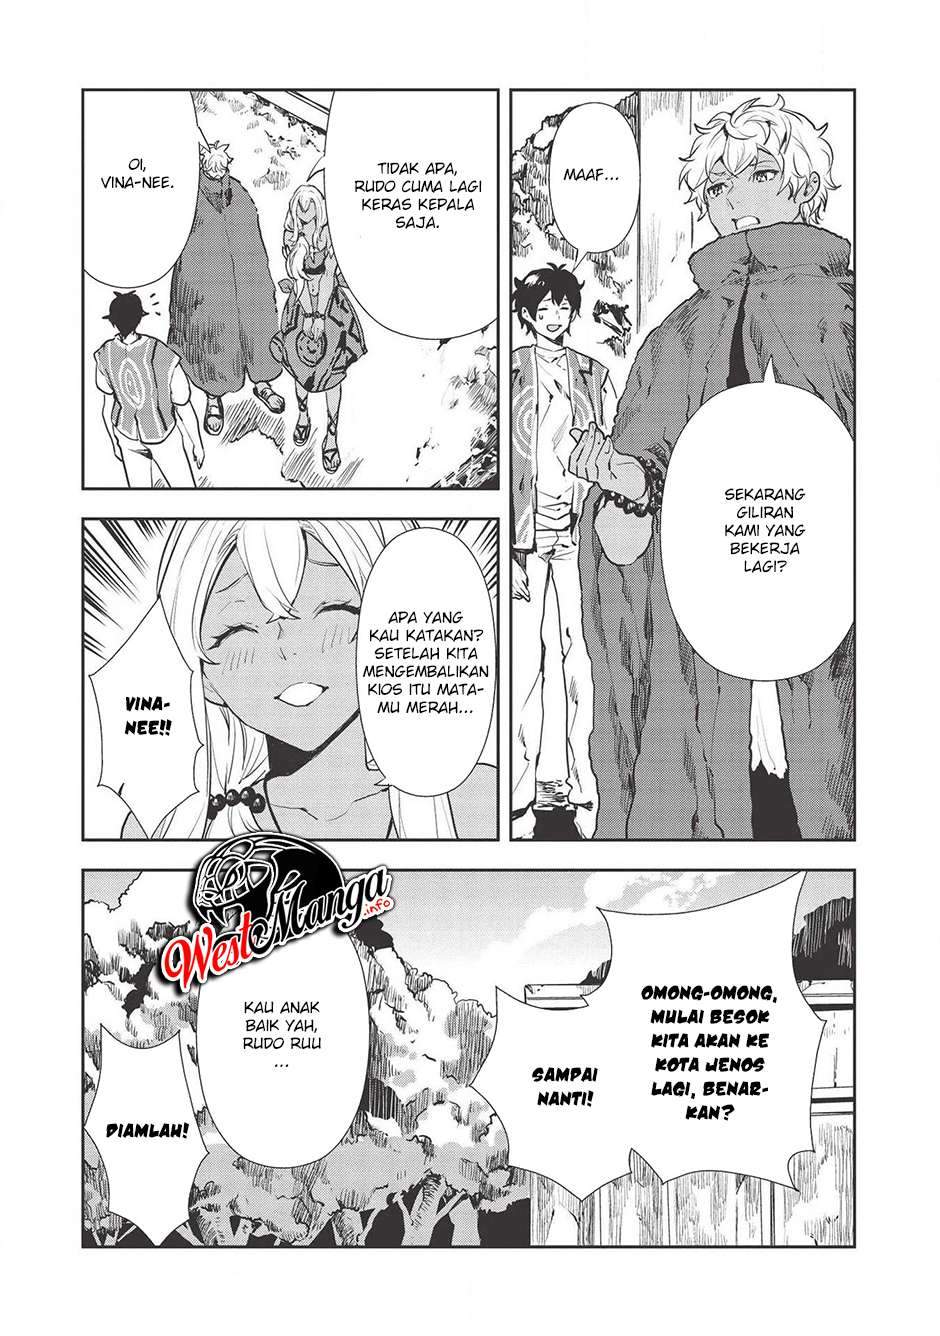 MAAF...
SEKARANG
GILIRAN
KAMI YANG
BEKERJA
LAGI?
TIDAK APA,
RUDO CUMA LAGI
KERAS KEPALA
SAJA.
OI,
VINA-NEE.
APA YANG
KAU KATAKAN?
SETELAH KITA
MENGEMBALIKAN
KIOS ITU MATA-
MU MERAH...
VINA-
NEE!!
OMONG-OMONG,
MULAI BESOK
KITA AKAN KE
KOTA JENOS
LAGI, BENAR-
KAN?
SAMPAI
NANTI!
KAU ANAK
BAIK YAH,
RUDO RUU
...
DIAMLAH!
WestManga
.info